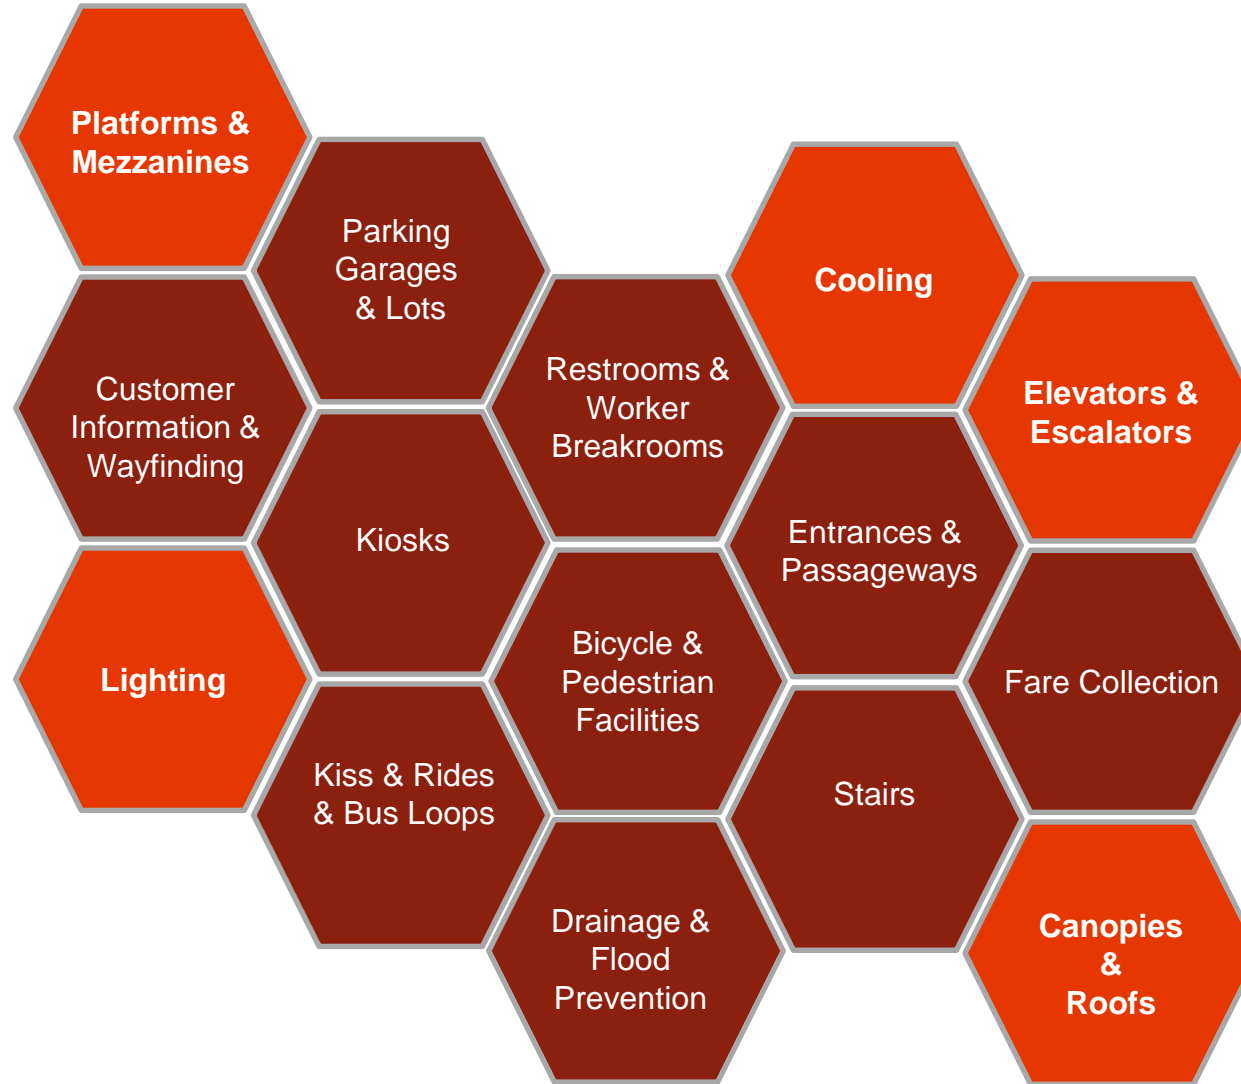 Platforms &
Mezzanines
Parking
Garages
& Lots
Cooling
Customer
Information &
Wayfinding
Restrooms &
Worker
Breakrooms
Elevators &
Escalators
Kiosks
Entrances &
Passageways
Lighting
Bicycle &
Pedestrian
Facilities
Fare Collection
Kiss & Rides
& Bus Loops
Stairs
Drainage &
Flood
Prevention
Canopies
&
Roofs